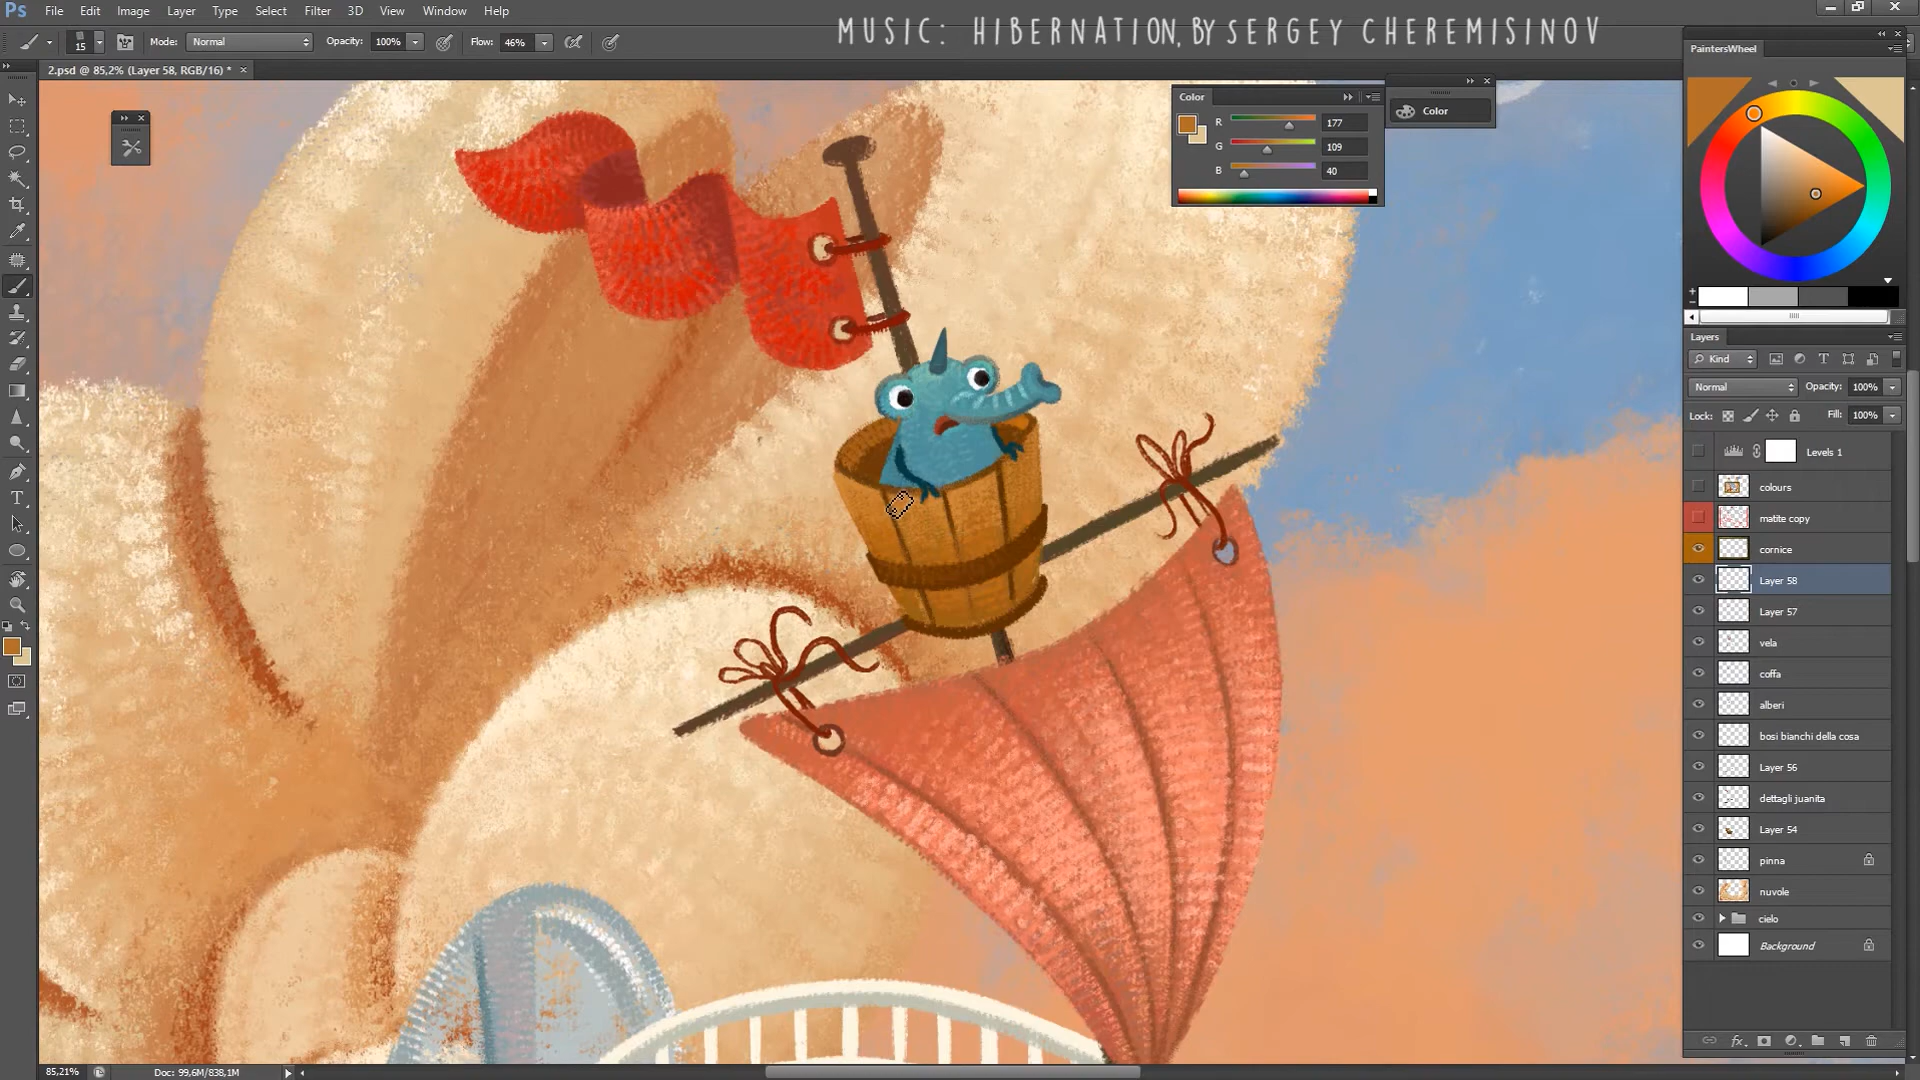 Ps File Edit Image Layer Type Select Filter 3D View Window Help
MUSIC: HIBERNATION, BY SERGEY CHEREMISINOV
15 Mode: Normal Opacity: 100% Flow: 46%
2.psd @ 85,2% (Layer 58, RGB/16) * ×
PaintersWheel
Color
R 177
G 109
B 40
Color
Layers
Kind
Normal Opacity: 100%
Lock: Fill: 100%
Levels 1
colours
matite copy
cornice
Layer 58
Layer 57
vela
coffa
alberi
bosi bianchi della cosa
Layer 56
dettagli juanita
Layer 54
pinna
nuvole
cielo
Background
fx
85,21% Doc: 99,6M/838,1M